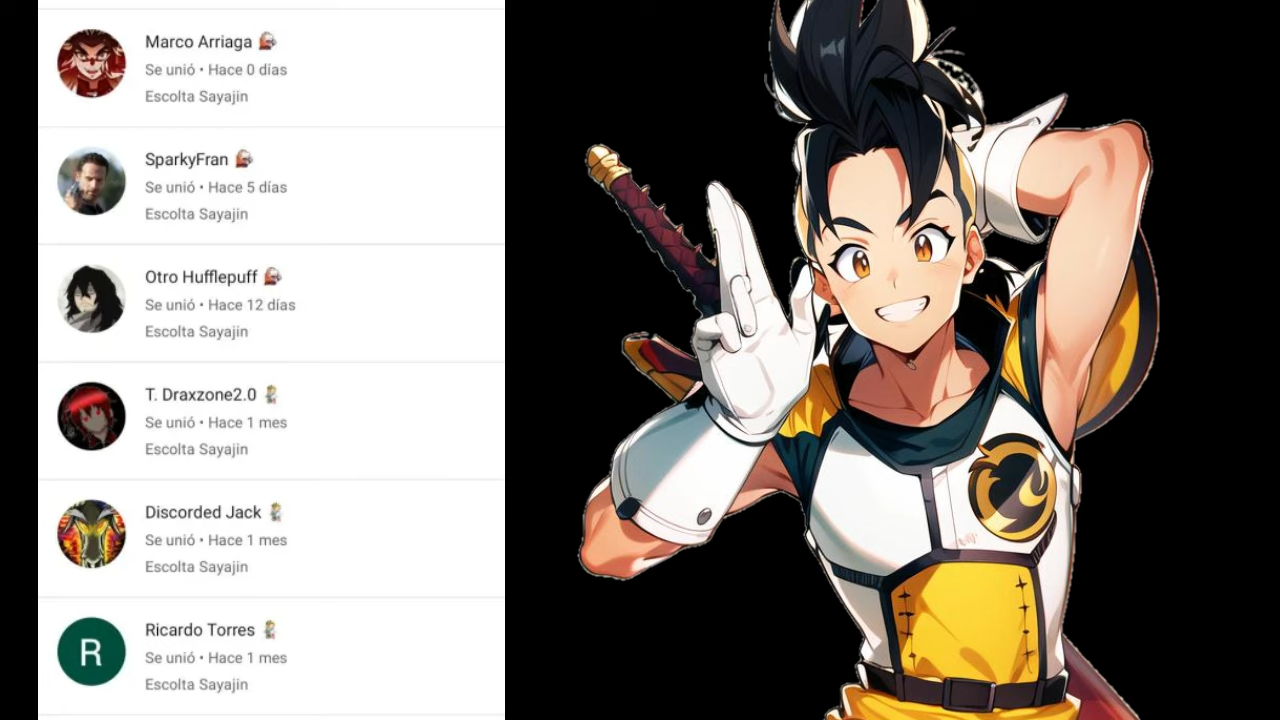 Marco Arriaga
Se unió • Hace 0 días
Escolta Sayajin
SparkyFran
Se unió • Hace 5 días
Escolta Sayajin
Otro Hufflepuff
Se unió • Hace 12 días
Escolta Sayajin
T. Draxzone2.0
Se unió • Hace 1 mes
Escolta Sayajin
Discorded Jack
Se unió • Hace 1 mes
Escolta Sayajin
R
Ricardo Torres
Se unió • Hace 1 mes
Escolta Sayajin